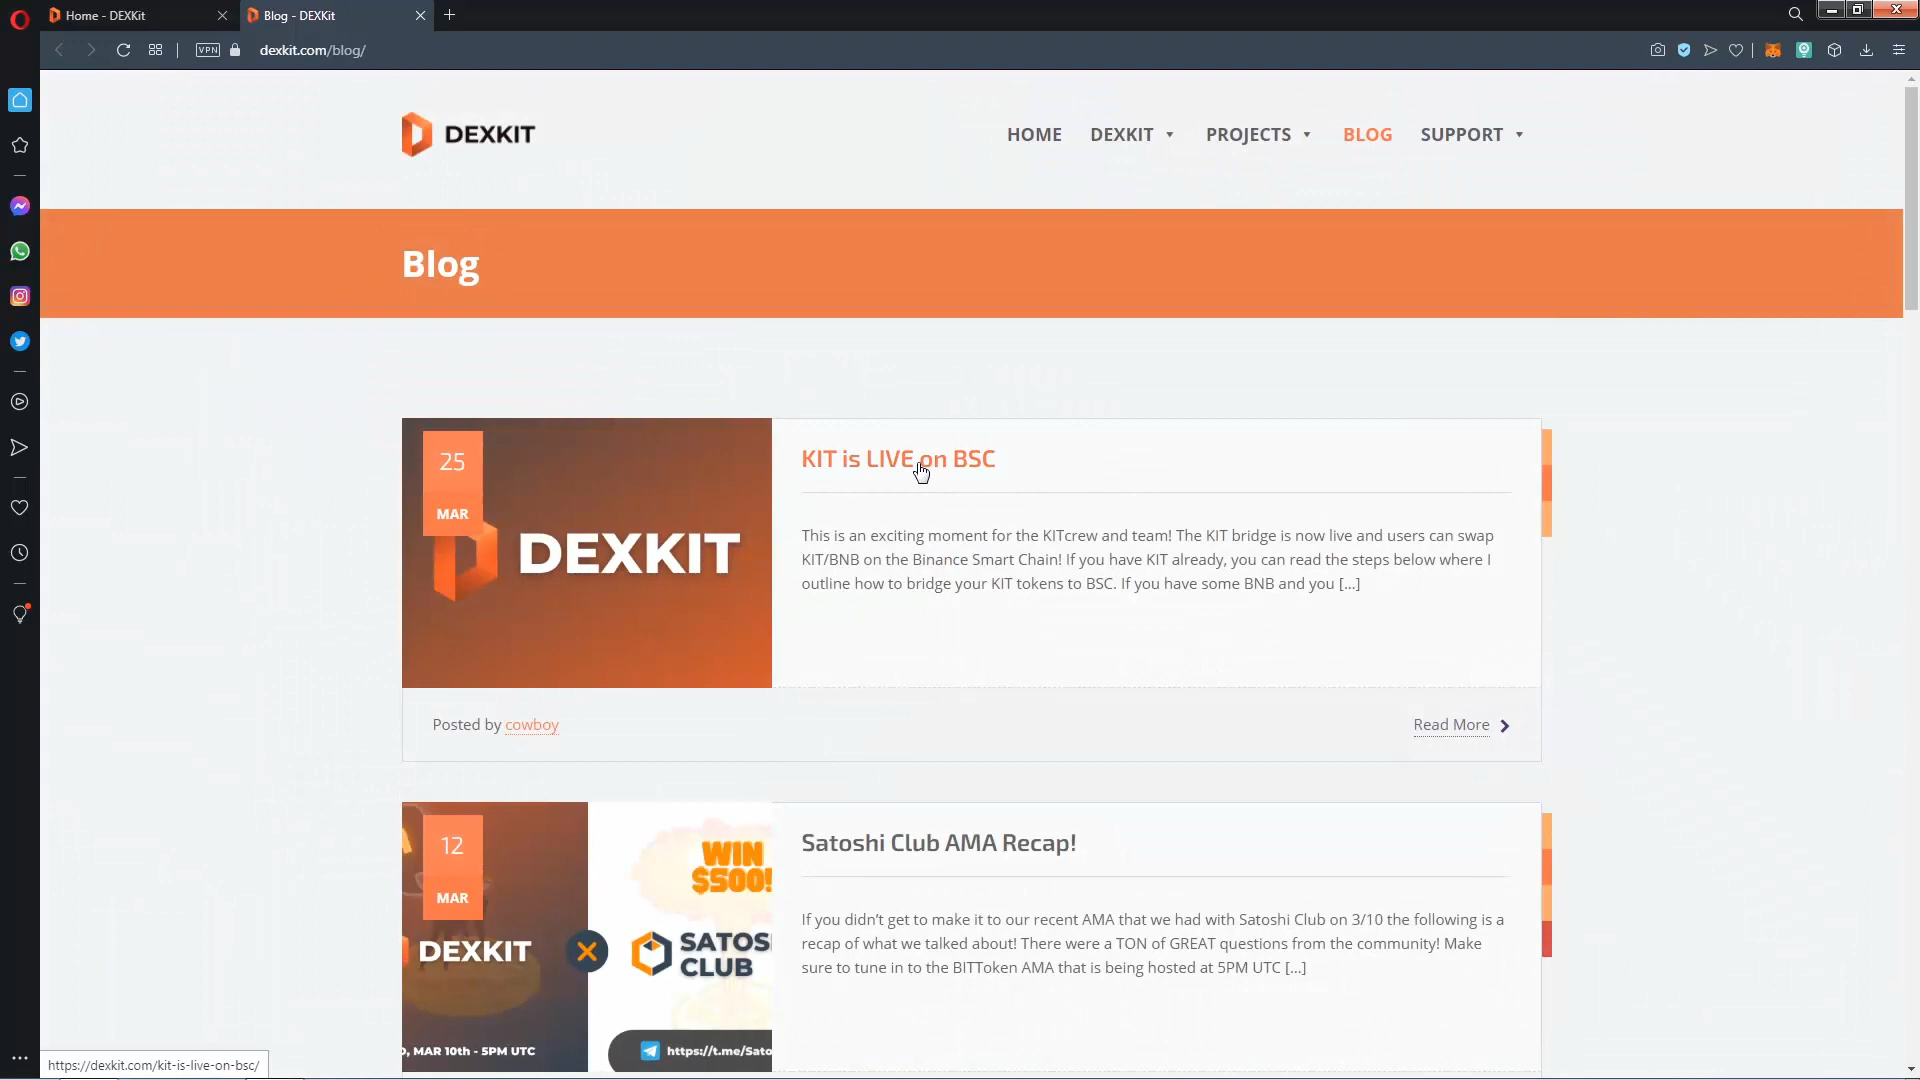 Home - DEXKit
Blog - DEXKit
VPN
dexkit.com/blog/
DEXKIT
HOME
DEXKIT
PROJECTS
BLOG
SUPPORT
Blog
25
MAR
DEXKIT
KIT is LIVE on BSC
This is an exciting moment for the KITcrew and team! The KIT bridge is now live and users can swap
KIT/BNB on the Binance Smart Chain! If you have KIT already, you can read the steps below where I
outline how to bridge your KIT tokens to BSC. If you have some BNB and you [...]
Posted by cowboy
Read More
12
MAR
DEXKIT
WIN
$500!
SATOS
CLUB
D, MAR 10th - 5PM UTC
https://t.me/Sato
Satoshi Club AMA Recap!
If you didn't get to make it to our recent AMA that we had with Satoshi Club on 3/10 the following is a
recap of what we talked about! There were a TON of GREAT questions from the community! Make
sure to tune in to the BITToken AMA that is being hosted at 5PM UTC [...]
https://dexkit.com/kit-is-live-on-bsc/